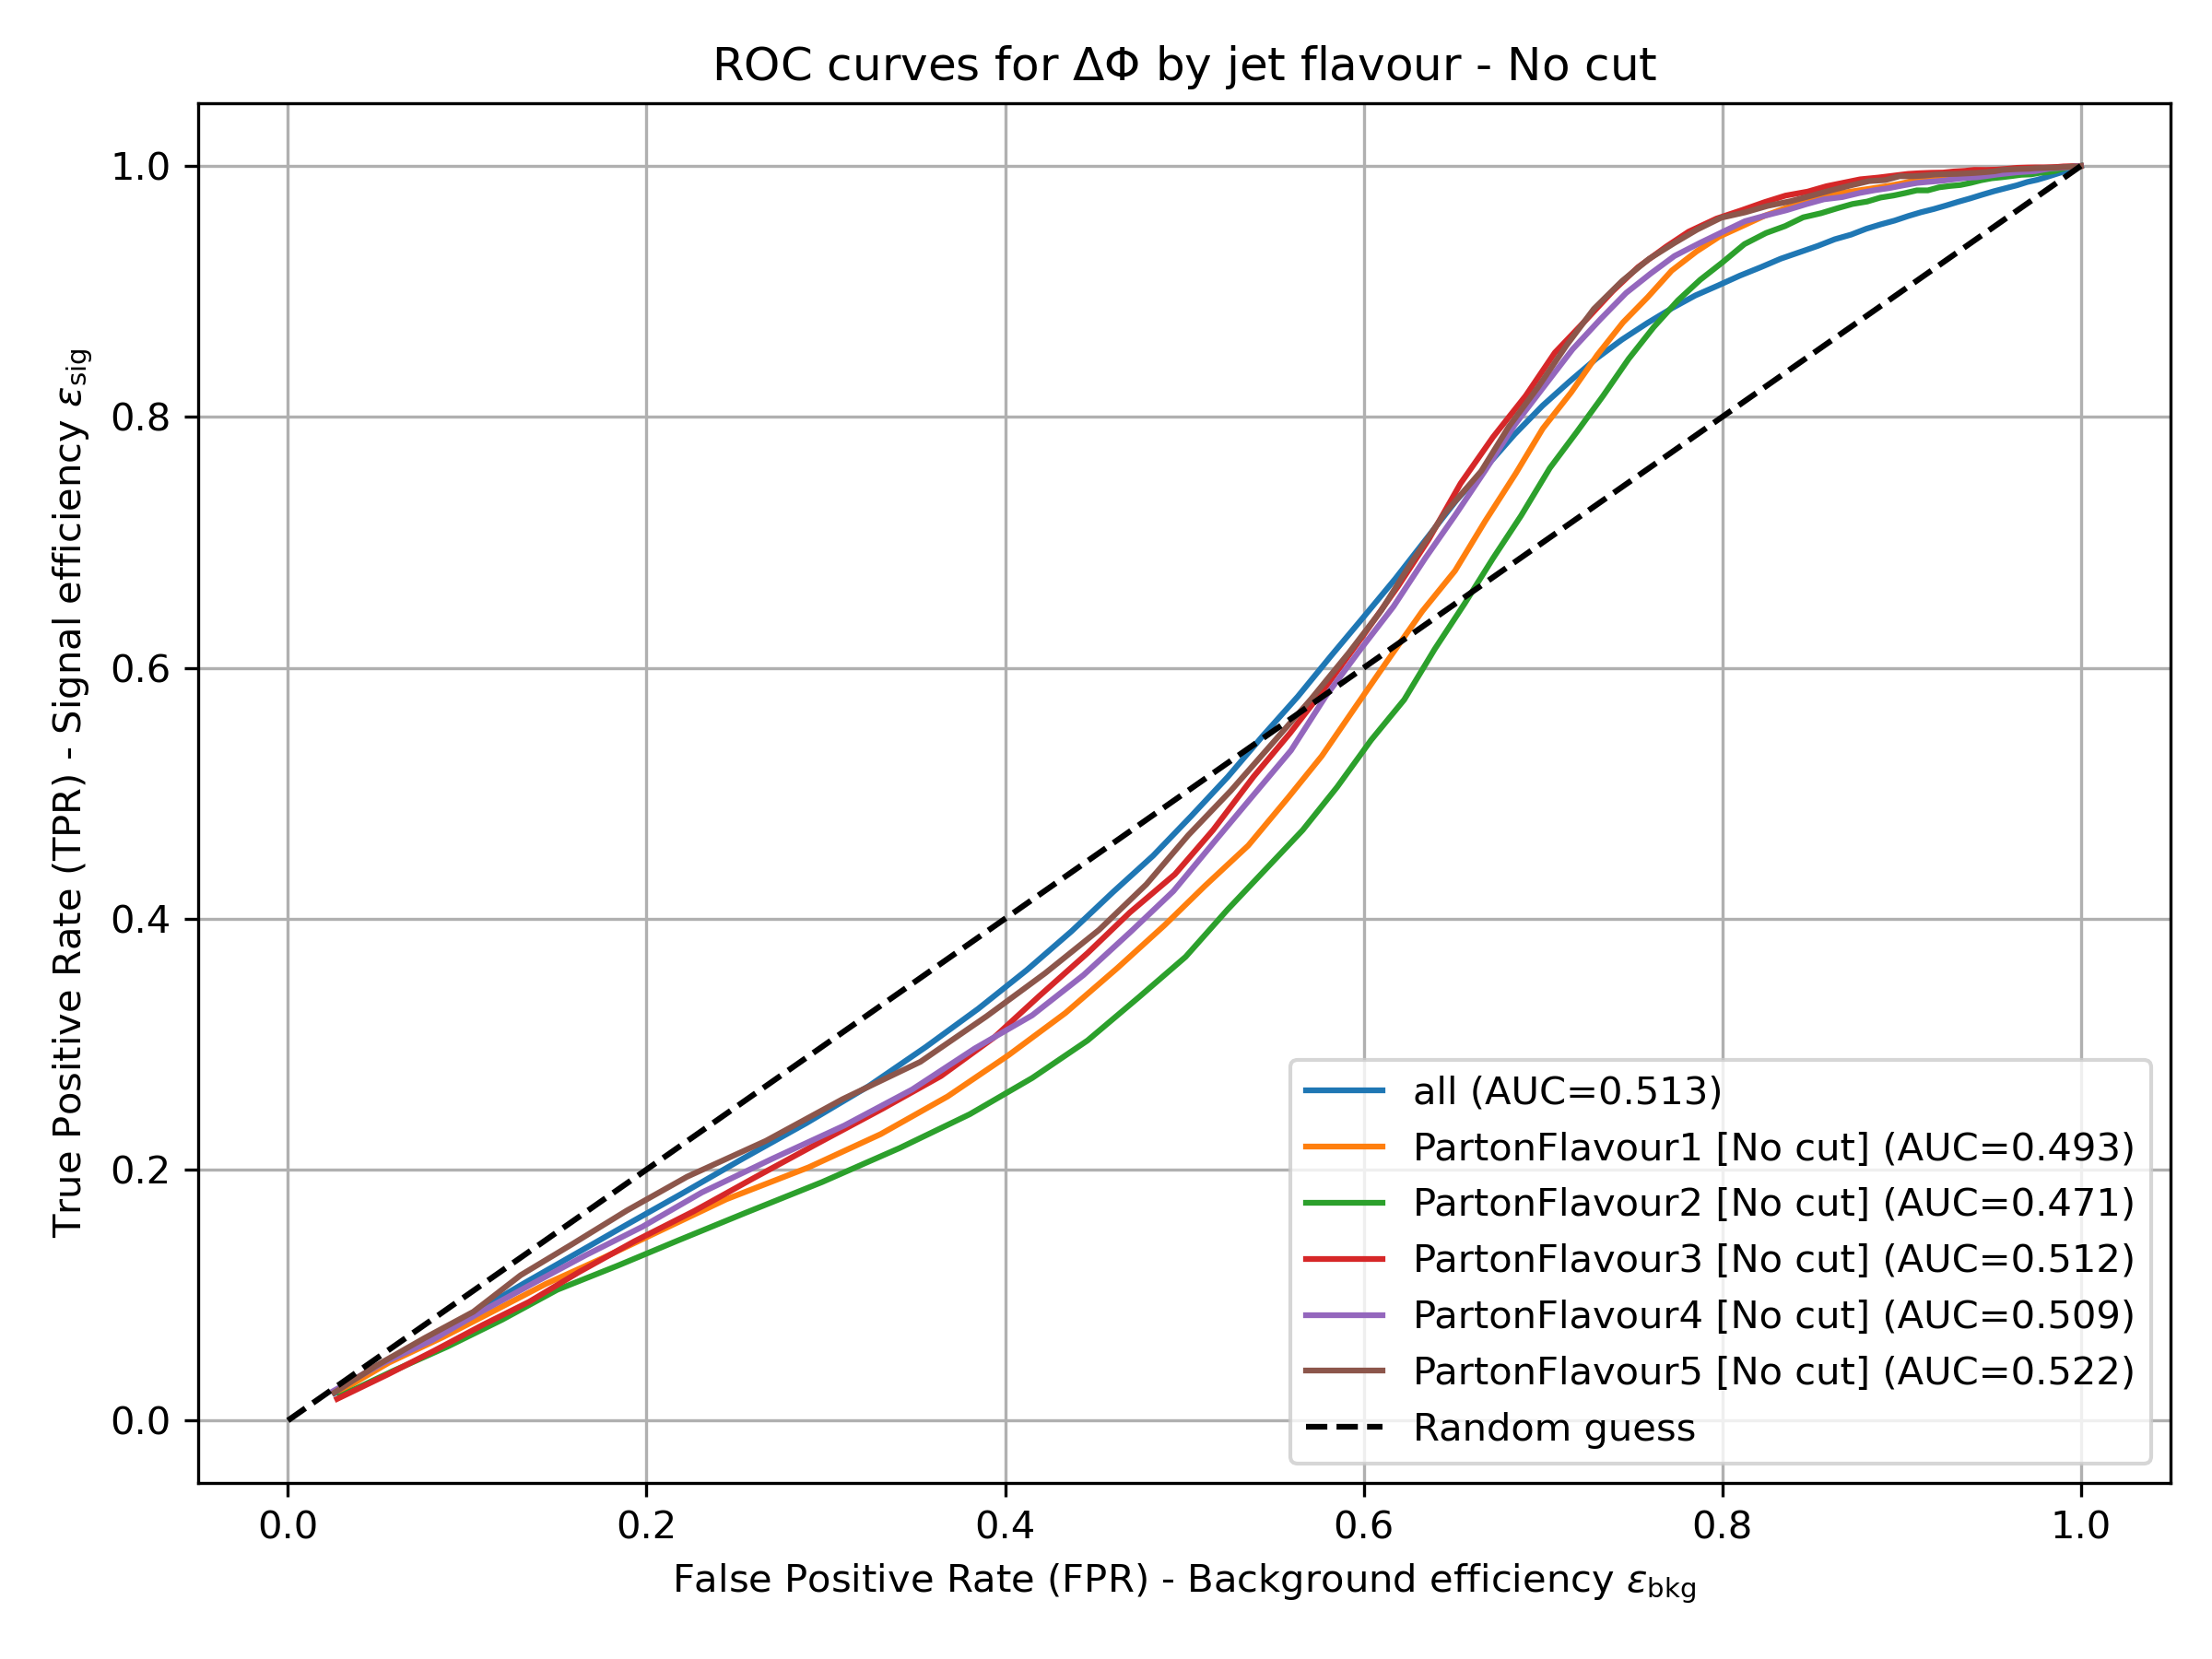 ROC curves for ΔΦ by jet flavour - No cut
True Positive Rate (TPR) - Signal efficiency εsig
1.0
0.8
0.6
0.4
0.2
0.0
all (AUC=0.513)
PartonFlavour1 [No cut] (AUC=0.493)
PartonFlavour2 [No cut] (AUC=0.471)
PartonFlavour3 [No cut] (AUC=0.512)
PartonFlavour4 [No cut] (AUC=0.509)
PartonFlavour5 [No cut] (AUC=0.522)
Random guess
0.0 0.2 0.4 0.6 0.8 1.0
False Positive Rate (FPR) - Background efficiency εbkg